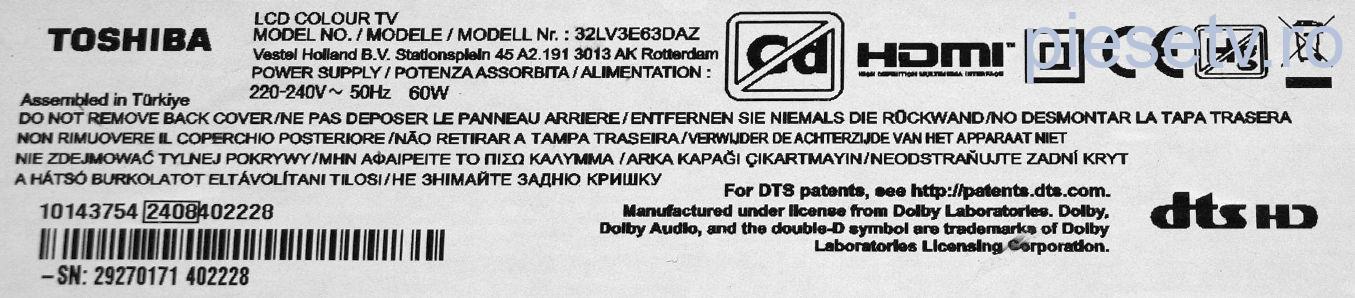 TOSHIBA
LCD COLOUR TV
MODEL NO. / MODELE / MODELL Nr. : 32LV3E63DAZ
Vestel Holland B.V. Stationsplein 45 A2.191 3013 AK Rotterdam
POWER SUPPLY / POTENZA ASSORBITA / ALIMENTATION :
220-240V~ 50Hz 60W
Cd
HDMI
HIGH DEFINITION MULTIMEDIA INTERFACE
CE
piesetv.ro
Assembled in Türkiye
DO NOT REMOVE BACK COVER/NE PAS DEPOSER LE PANNEAU ARRIERE/ENTFERNEN SIE NIEMALS DIE RÜCKWAND/NO DESMONTAR LA TAPA TRASERA
NON RIMUOVERE IL COPERCHIO POSTERIORE/NÃO RETIRAR A TAMPA TRASEIRA/VERWIJDER DE ACHTERZIJDE VAN HET APPARAAT NIET
NIE ZDEJMOWAĆ TYLNEJ POKRYWY/ΜΗΝ ΑΦΑΙΡΕΙΤΕ ΤΟ ΠΙΣΩ ΚΑΛΥΜΜΑ/ARKA KAPAĞI ÇIKARTMAYIN/NEODSTRAŇUJTE ZADNÍ KRYT
A HÁTSÓ BURKOLATOT ELTÁVOLÍTANI TILOSI/НЕ ЗНІМАЙТЕ ЗАДНЮ КРИШКУ
10143754 2408402228
-SN: 29270171 402228
For DTS patents, see http://patents.dts.com.
Manufactured under license from Dolby Laboratories. Dolby,
Dolby Audio, and the double-D symbol are trademarks of Dolby
Laboratories Licensing Corporation.
dts HD